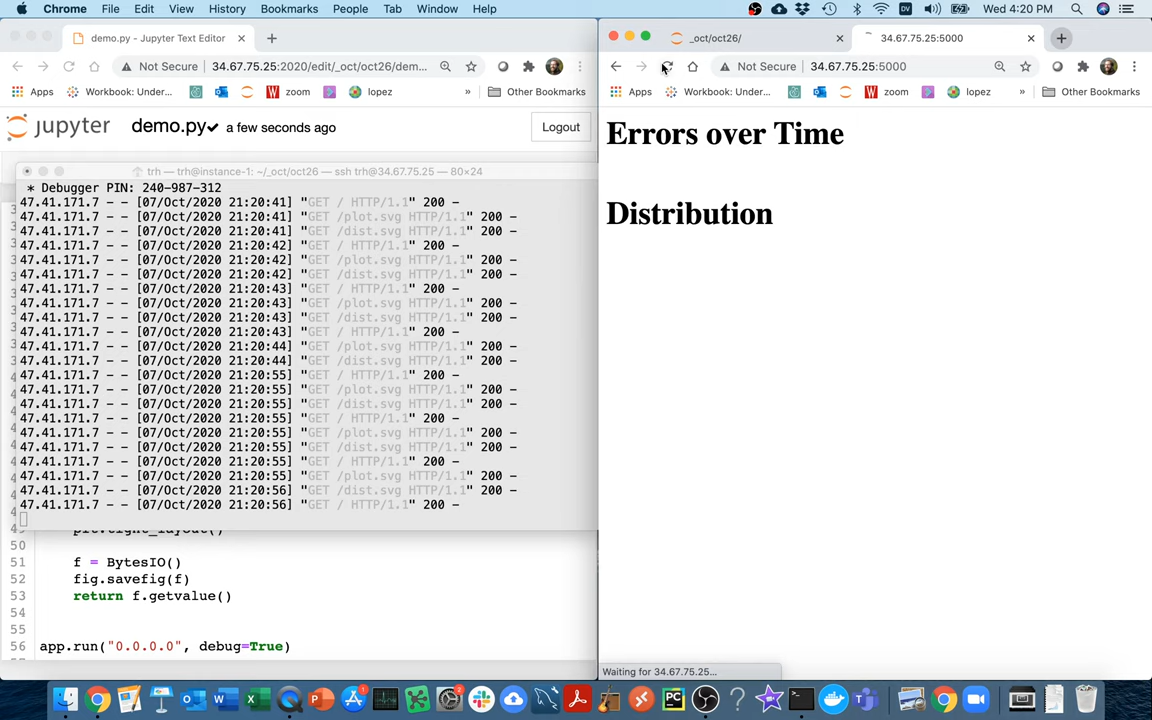 Chrome File Edit View History Bookmarks People Tab Window Help Wed 4:20 PM
demo.py - Jupyter Text Editor
Not Secure 34.67.75.25:2020/edit/_oct/oct26/dem...
Apps Workbook: Under... zoom lopez » Other Bookmarks
jupyter demo.py✔ a few seconds ago Logout
trh — trh@instance-1: ~/_oct/oct26 — ssh trh@34.67.75.25 — 80×24
* Debugger PIN: 240-987-312
47.41.171.7 - - [07/Oct/2020 21:20:41] "GET / HTTP/1.1" 200 -
47.41.171.7 - - [07/Oct/2020 21:20:41] "GET /plot.svg HTTP/1.1" 200 -
47.41.171.7 - - [07/Oct/2020 21:20:41] "GET /dist.svg HTTP/1.1" 200 -
47.41.171.7 - - [07/Oct/2020 21:20:42] "GET / HTTP/1.1" 200 -
47.41.171.7 - - [07/Oct/2020 21:20:42] "GET /plot.svg HTTP/1.1" 200 -
47.41.171.7 - - [07/Oct/2020 21:20:42] "GET /dist.svg HTTP/1.1" 200 -
47.41.171.7 - - [07/Oct/2020 21:20:43] "GET / HTTP/1.1" 200 -
47.41.171.7 - - [07/Oct/2020 21:20:43] "GET /plot.svg HTTP/1.1" 200 -
47.41.171.7 - - [07/Oct/2020 21:20:43] "GET /dist.svg HTTP/1.1" 200 -
47.41.171.7 - - [07/Oct/2020 21:20:43] "GET / HTTP/1.1" 200 -
47.41.171.7 - - [07/Oct/2020 21:20:44] "GET /plot.svg HTTP/1.1" 200 -
47.41.171.7 - - [07/Oct/2020 21:20:44] "GET /dist.svg HTTP/1.1" 200 -
47.41.171.7 - - [07/Oct/2020 21:20:55] "GET / HTTP/1.1" 200 -
47.41.171.7 - - [07/Oct/2020 21:20:55] "GET /plot.svg HTTP/1.1" 200 -
47.41.171.7 - - [07/Oct/2020 21:20:55] "GET /dist.svg HTTP/1.1" 200 -
47.41.171.7 - - [07/Oct/2020 21:20:55] "GET / HTTP/1.1" 200 -
47.41.171.7 - - [07/Oct/2020 21:20:55] "GET /plot.svg HTTP/1.1" 200 -
47.41.171.7 - - [07/Oct/2020 21:20:55] "GET /dist.svg HTTP/1.1" 200 -
47.41.171.7 - - [07/Oct/2020 21:20:55] "GET / HTTP/1.1" 200 -
47.41.171.7 - - [07/Oct/2020 21:20:55] "GET /plot.svg HTTP/1.1" 200 -
47.41.171.7 - - [07/Oct/2020 21:20:56] "GET /dist.svg HTTP/1.1" 200 -
47.41.171.7 - - [07/Oct/2020 21:20:56] "GET / HTTP/1.1" 200 -
50
51 f = BytesIO()
52 fig.savefig(f)
53 return f.getvalue()
54
55
56 app.run("0.0.0.0", debug=True)
_oct/oct26/
34.67.75.25:5000
Not Secure 34.67.75.25:5000
Apps Workbook: Under... zoom lopez » Other Bookmarks
Errors over Time
Distribution
Waiting for 34.67.75.25...